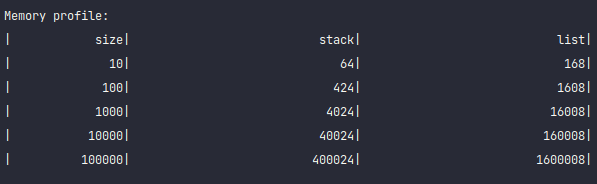 Memory profile:
| size| stack| list|
| 10| 64| 168|
| 100| 424| 1608|
| 1000| 4024| 16008|
| 10000| 40024| 160008|
| 100000| 400024| 1600008|